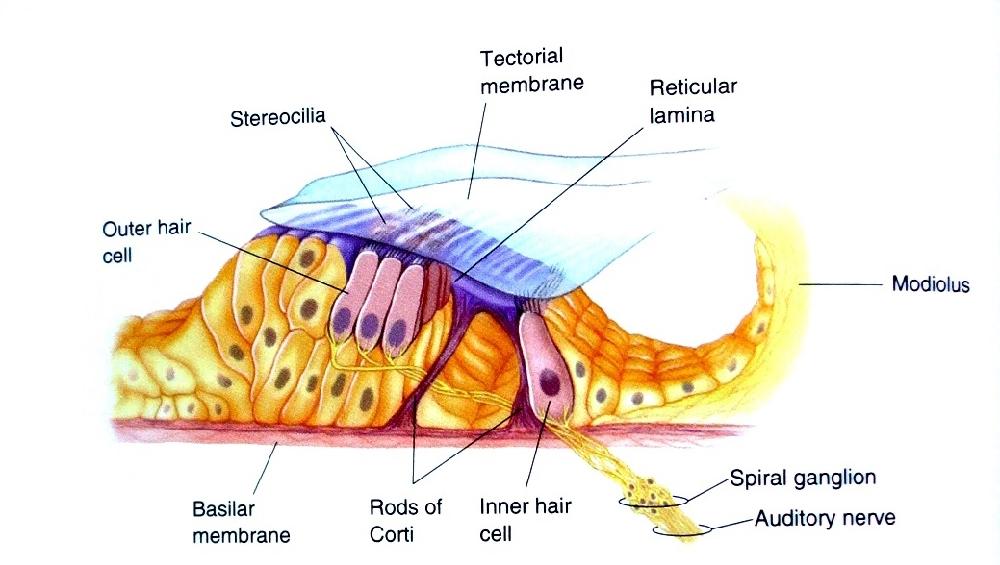 Tectorial
membrane
Reticular
lamina
Stereocilia
Outer hair
cell
Modiolus
Spiral ganglion
Auditory nerve
Basilar
membrane
Rods of
Corti
Inner hair
cell